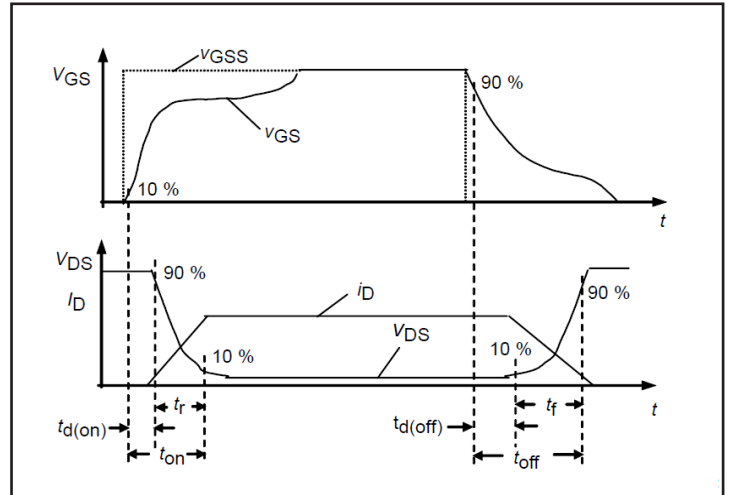 VGSS
VGS
90 %
vGS
10 %
t
VDS
90 %
iD
ID
90 %
VDS
10 %
10 %
tr
tf
t
td(on)
td(off)
ton
toff